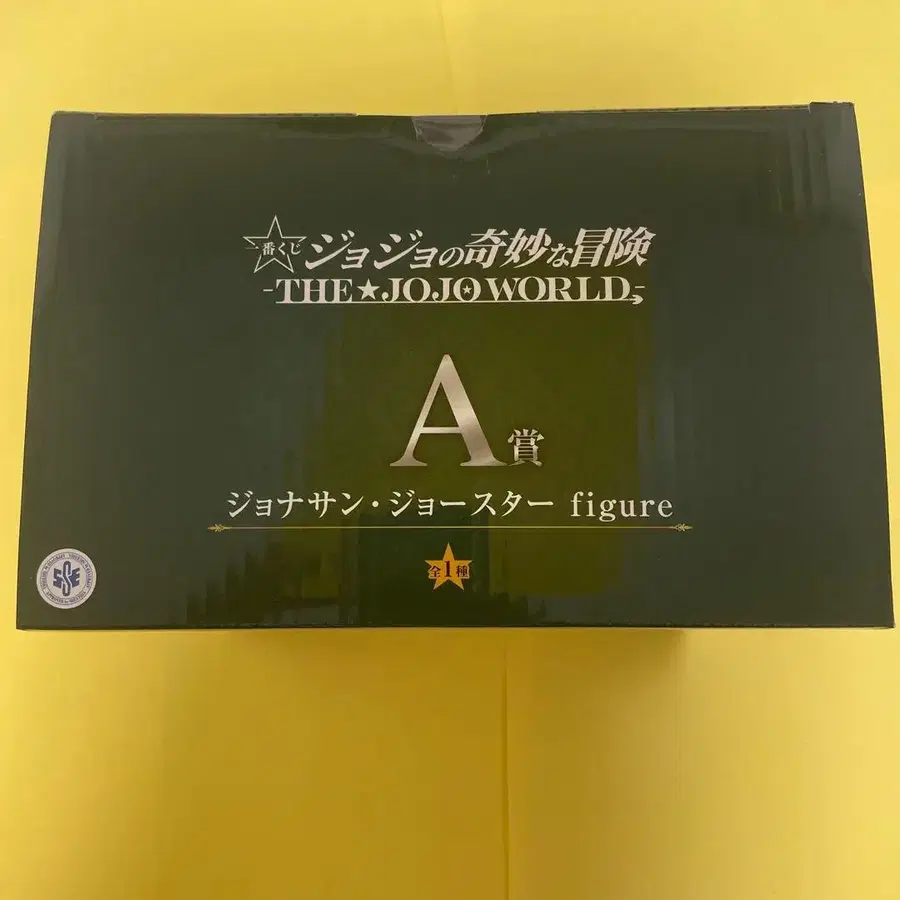 一番くじ ジョジョの奇妙な冒険
-THE★JOJO WORLD-
A賞
ジョナサン・ジョースター figure
全1種
SSE